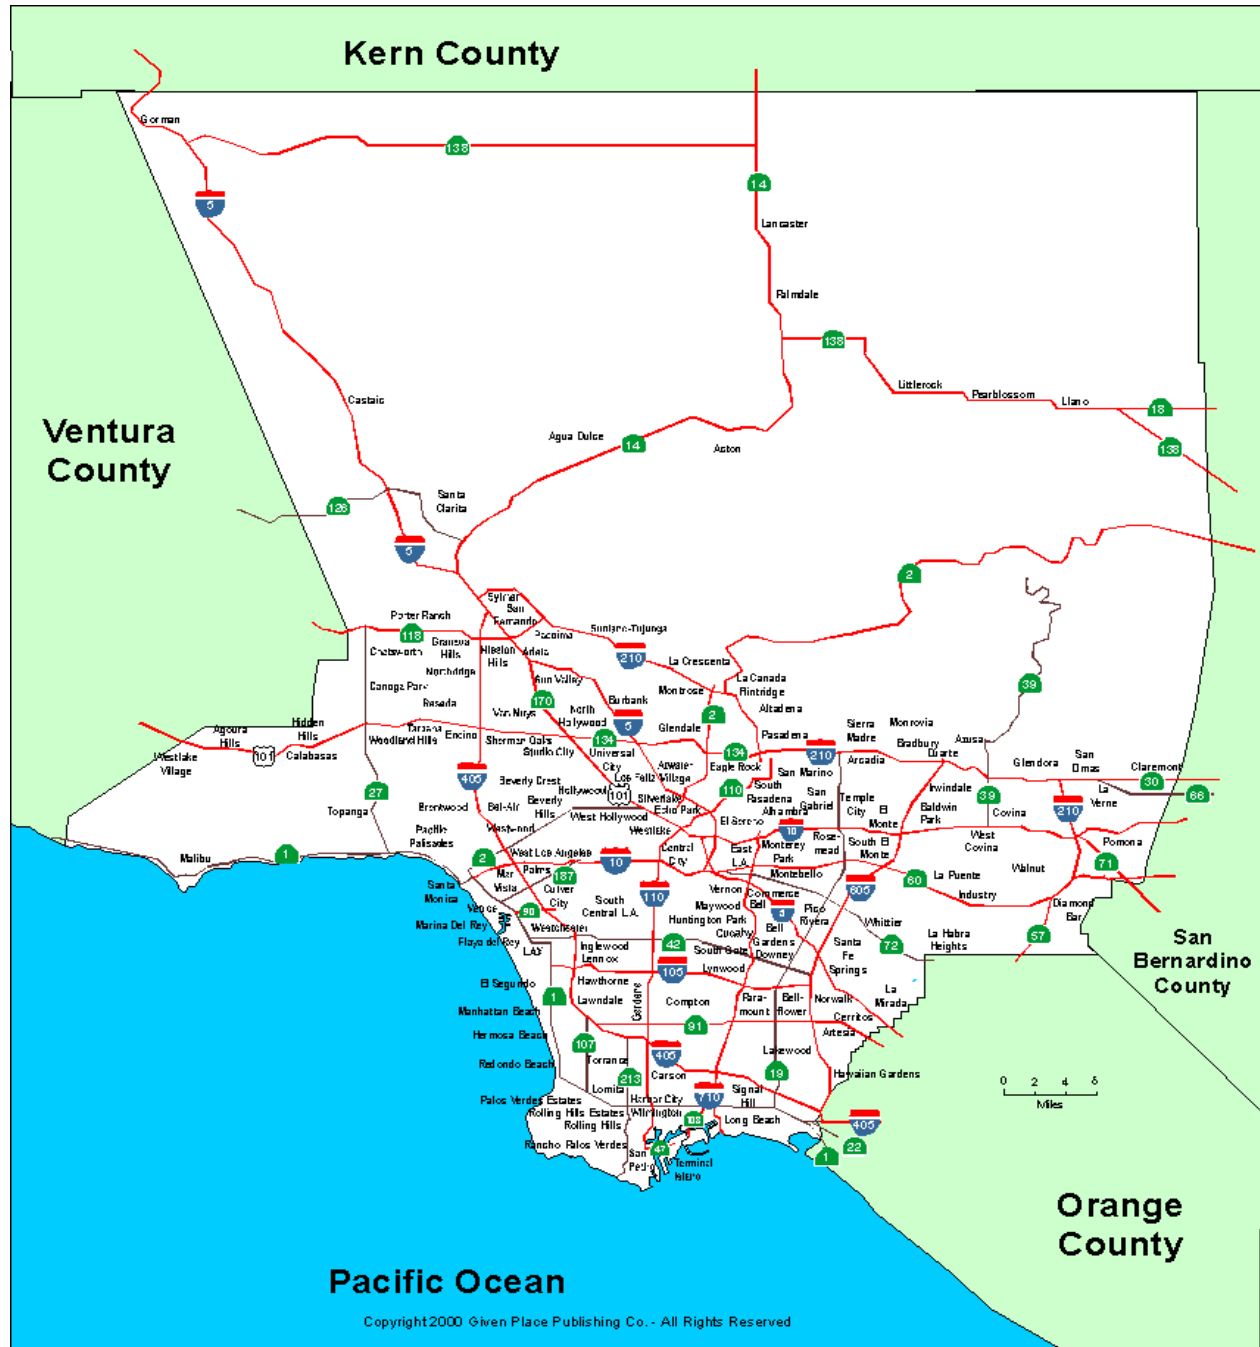 Kern County
Gorman
138
14
5
Lancaster
Palmdale
138
Littlerock
Pearblossom
Llano
18
Castaic
Ventura
County
Agua Dulce
14
Aston
138
Santa
Clarita
126
5
2
Sylmar
San
Fernando
Porter Ranch
118
Granada
Hills
Mission
Hills
Pacoima
Sunland-Tujunga
210
La Crescenta
Chatsworth
Northridge
Arleta
39
Canoga Park
Sun Valley
Montrose
La Canada
Flintridge
Reseda
170
Burbank
Altadena
Van Nuys
North
Hollywood
5
2
Glendale
Pasadena
Sierra
Madre
Monrovia
Agoura
Hills
Hidden
Hills
Tarzana
Woodland Hills
Encino
Sherman Oaks
Studio City
134
134
210
Bradbury
Duarte
Azusa
101
Calabasas
Universal
City
Atwater
Village
Eagle Rock
Arcadia
Glendora
San
Dimas
Claremont
Westlake
Village
405
Beverly Crest
Los Feliz
San Marino
30
27
Hollywood
101
110
South
Pasadena
Irwindale
39
La
Verne
66
Brentwood
Bel-Air
Beverly
Hills
Silverlake
Echo Park
Alhambra
San
Gabriel
Temple
City
El
Monte
Baldwin
Park
Covina
210
Topanga
Westwood
West Hollywood
Westlake
El Sereno
10
Pacific
Palisades
Rose-
mead
South El
Monte
West
Covina
Pomona
Malibu
1
2
West Los Angeles
10
Central
City
East
L.A.
Monterey
Park
71
Mar
Vista
Palms
187
Montebello
60
La Puente
Walnut
Santa
Monica
Culver
City
110
Vernon
Commerce
605
Industry
Venice
90
South
Central L.A.
Maywood
Bell
5
Pico
Rivera
Diamond
Bar
Marina Del Rey
Westchester
Huntington Park
Cudahy
Bell
Gardens
Whittier
57
Playa del Rey
LAX
Inglewood
Lennox
42
South Gate
Downey
Santa
Fe
Springs
72
La Habra
Heights
San
Bernardino
County
El Segundo
Hawthorne
105
Lynwood
1
Lawndale
Gardena
Compton
Para-
mount
Bell-
flower
Norwalk
La
Mirada
Manhattan Beach
91
Cerritos
Artesia
Hermosa Beach
107
Redondo Beach
Torrance
405
Lakewood
213
Carson
19
Hawaiian Gardens
Lomita
710
Signal
Hill
0 4 6
Miles
Palos Verdes Estates
Harbor City
Rolling Hills Estates
Wilmington
103
Long Beach
405
Rolling Hills
22
Rancho Palos Verdes
San
Pedro
47
Terminal
Island
1
Orange
County
Pacific Ocean
Copyright 2000 Given Place Publishing Co. - All Rights Reserved